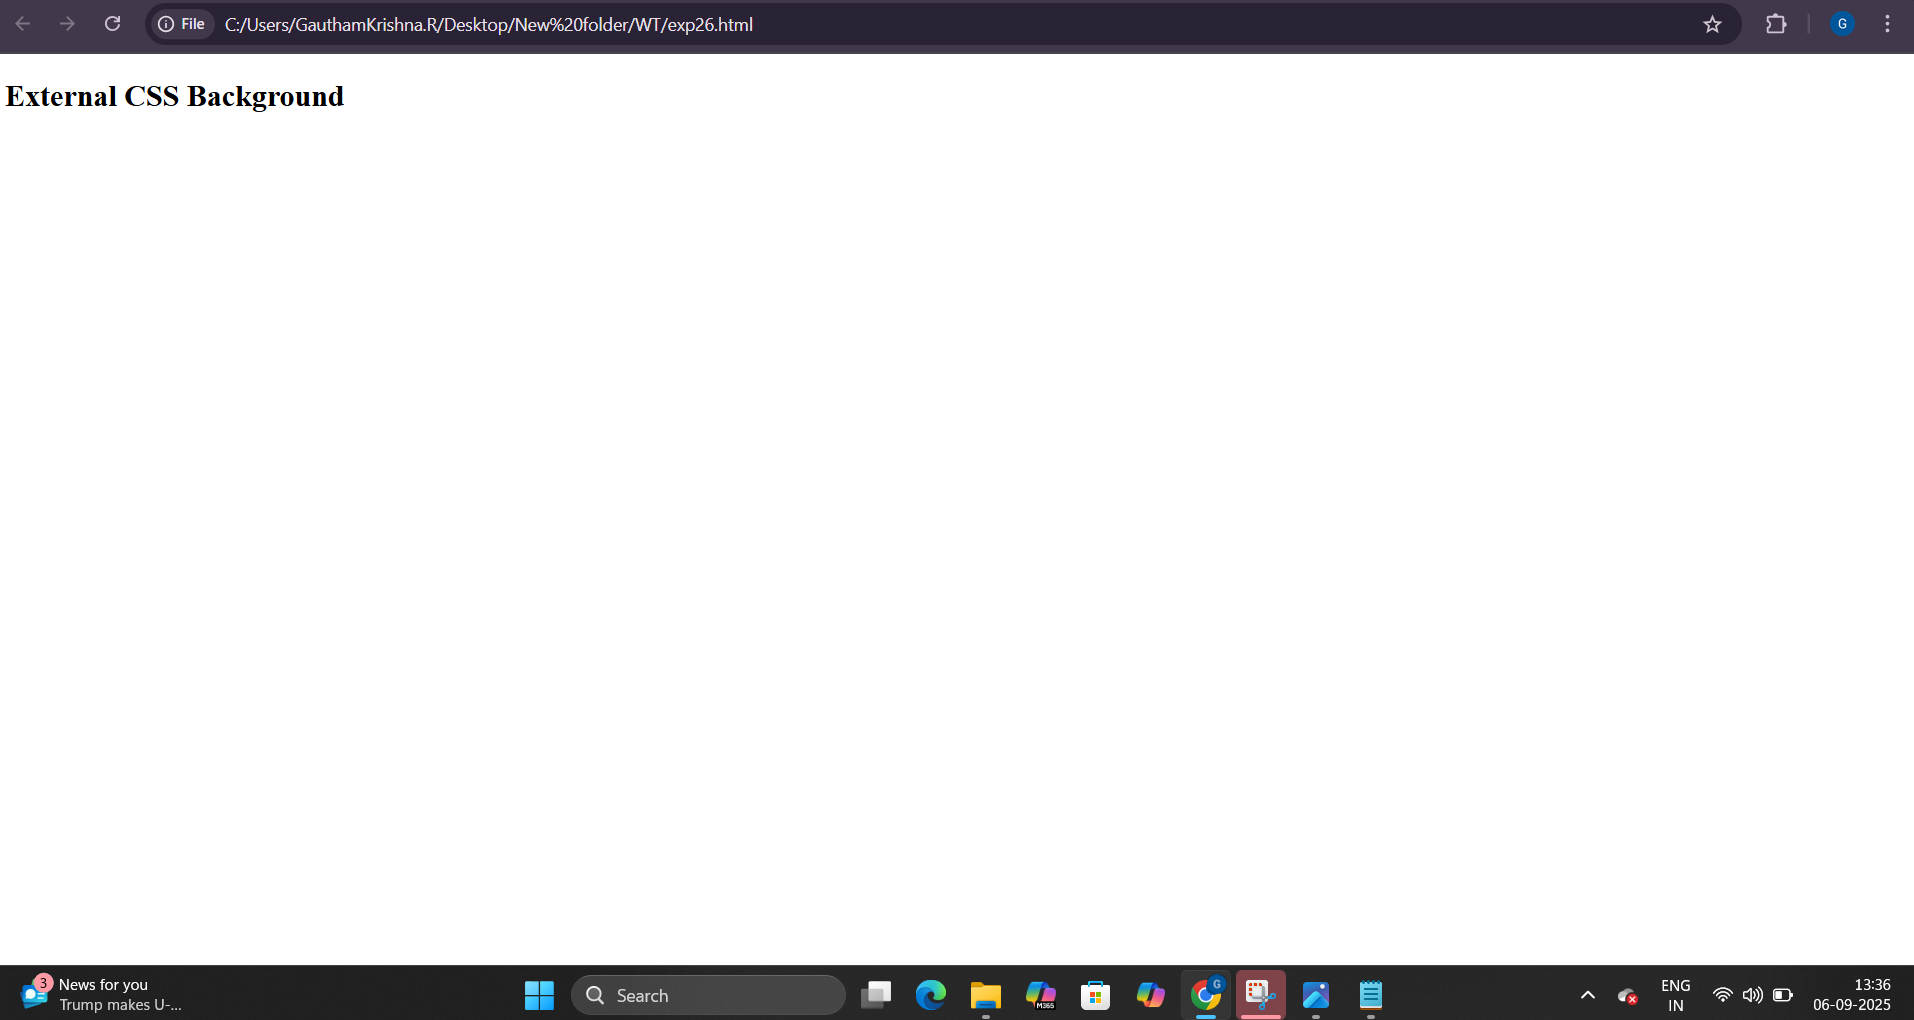 File
C:/Users/GauthamKrishna.R/Desktop/New%20folder/WT/exp26.html
G
External CSS Background
3
News for you
Trump makes U-...
Search
M365
G
ENG
IN
13:36
06-09-2025